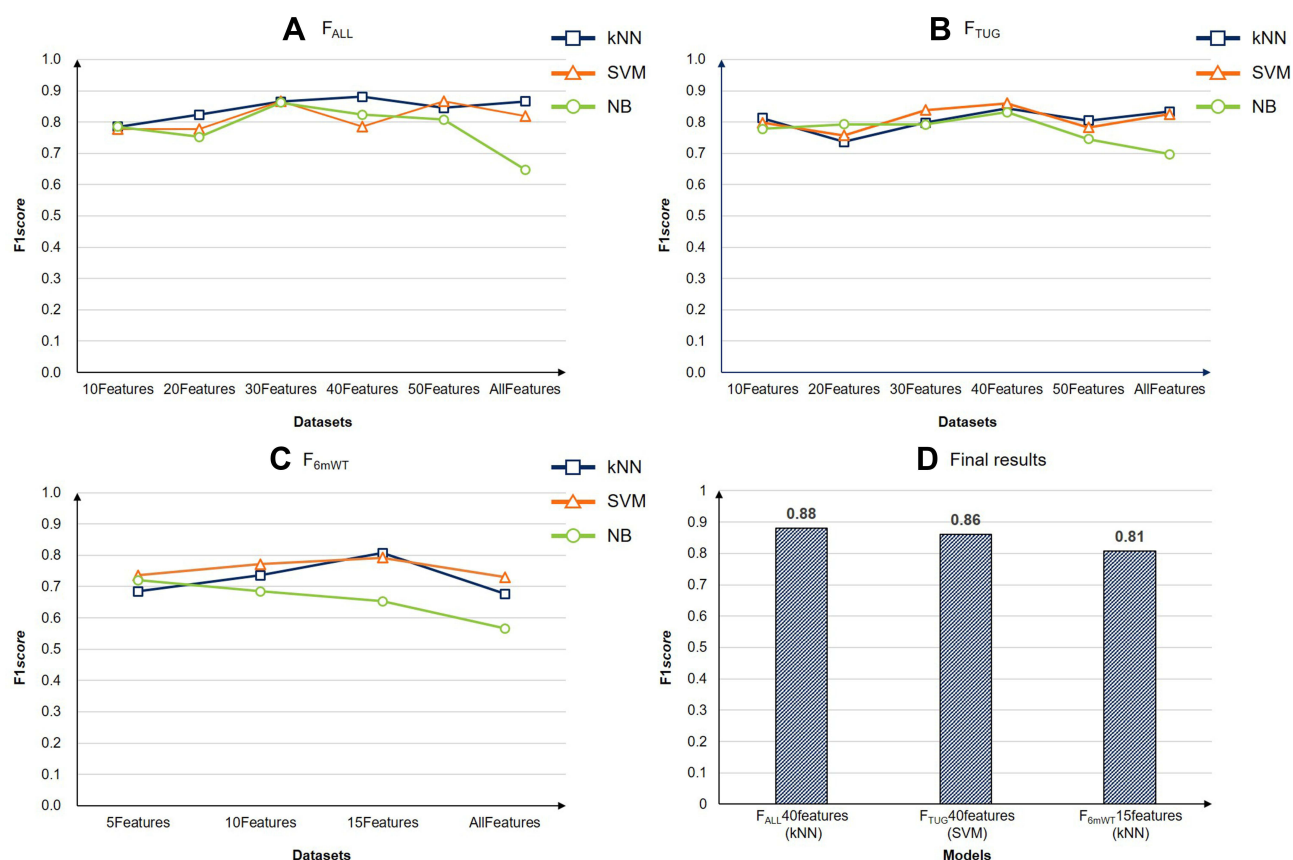 A F_ALL
kNN
SVM
NB
1.0
0.9
0.8
0.7
0.6
0.5
0.4
0.3
0.2
0.1
0.0
F1score
10Features 20Features 30Features 40Features 50Features AllFeatures
Datasets
B F_TUG
kNN
SVM
NB
1.0
0.9
0.8
0.7
0.6
0.5
0.4
0.3
0.2
0.1
0.0
F1score
10Features 20Features 30Features 40Features 50Features AllFeatures
Datasets
C F_6mWT
kNN
SVM
NB
1.0
0.9
0.8
0.7
0.6
0.5
0.4
0.3
0.2
0.1
0.0
F1score
5Features 10Features 15Features AllFeatures
Datasets
D Final results
1
0.9
0.8
0.7
0.6
0.5
0.4
0.3
0.2
0.1
0
F1score
0.88 0.86 0.81
F_ALL40features F_TUG40features F_6mWT15features
(kNN) (SVM) (kNN)
Models